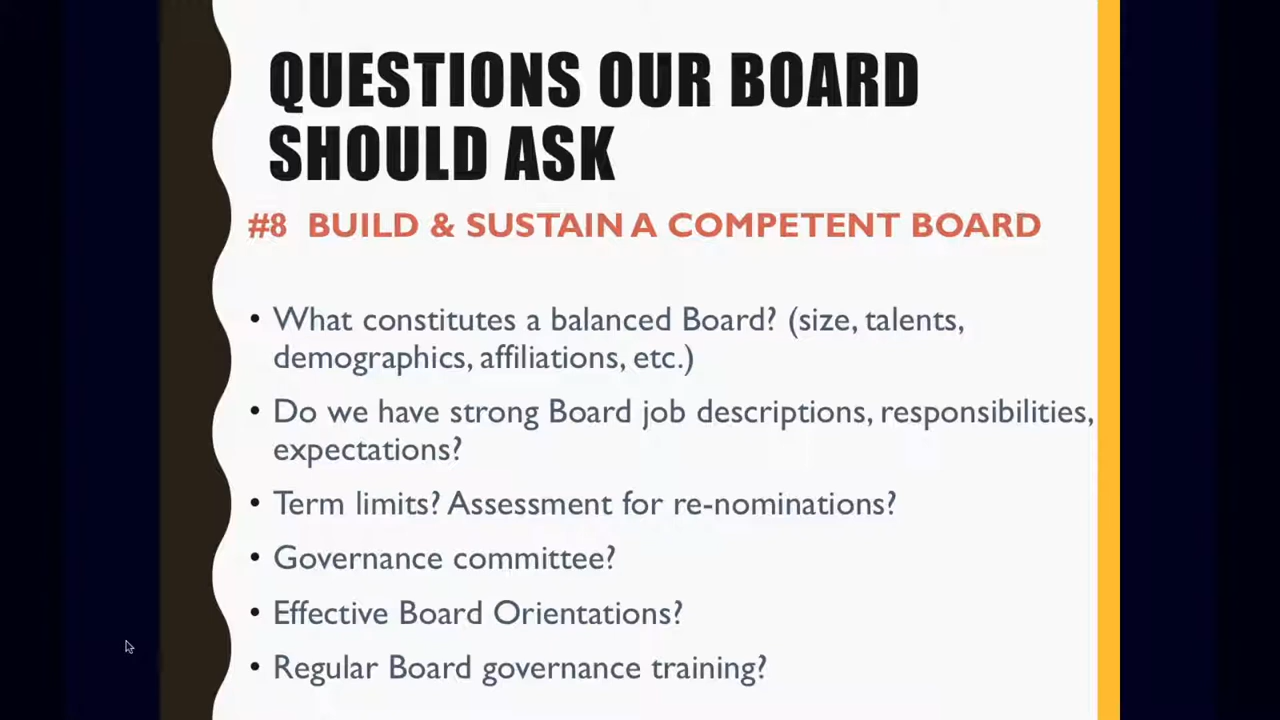 QUESTIONS OUR BOARD
SHOULD ASK
#8 BUILD & SUSTAIN A COMPETENT BOARD
• What constitutes a balanced Board? (size, talents,
demographics, affiliations, etc.)
• Do we have strong Board job descriptions, responsibilities,
expectations?
• Term limits? Assessment for re-nominations?
• Governance committee?
• Effective Board Orientations?
• Regular Board governance training?